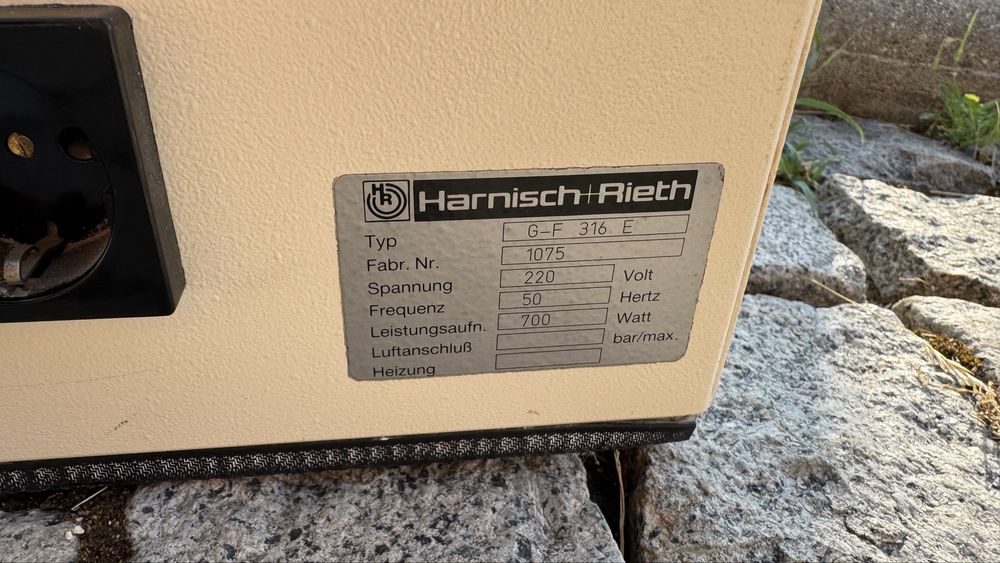 HR Harnisch+Rieth
Typ G-F 316 E
Fabr. Nr. 1075
Spannung 220 Volt
Frequenz 50 Hertz
Leistungsaufn. 700 Watt
Luftanschluß bar/max.
Heizung